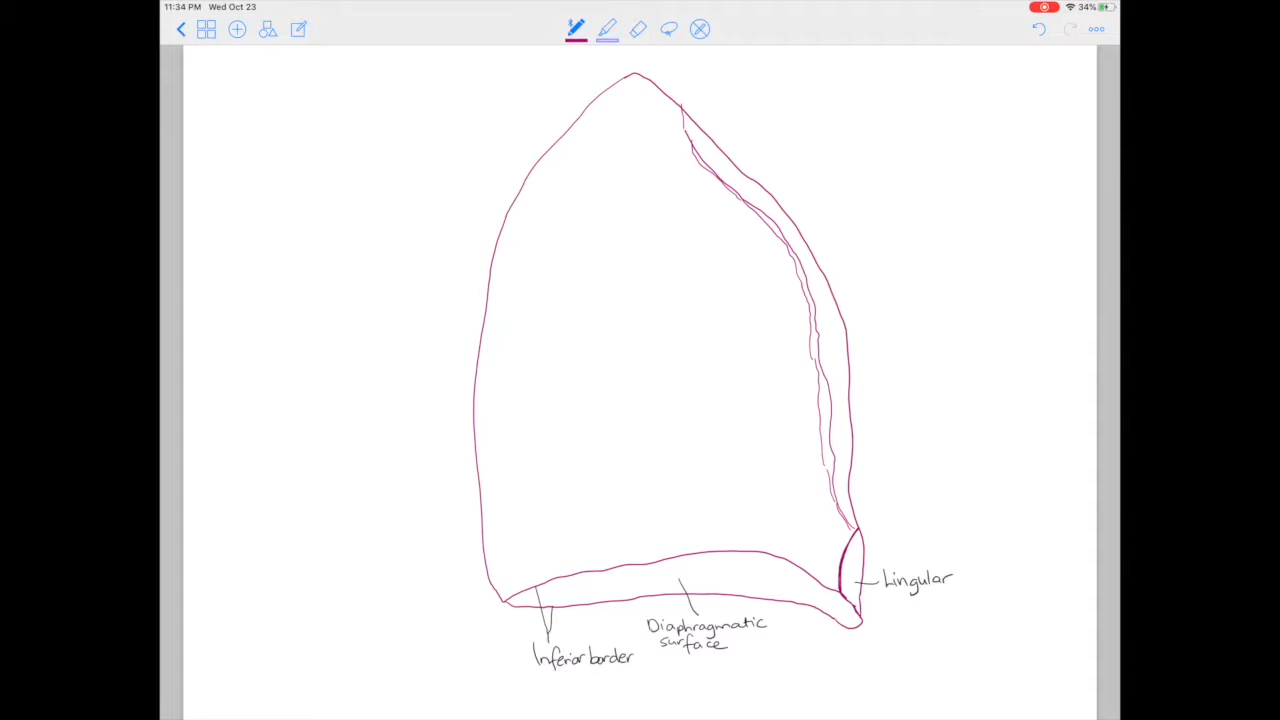 11:34 PM Wed Oct 23
34%
Lingular
Diaphragmatic
surface
Inferior border